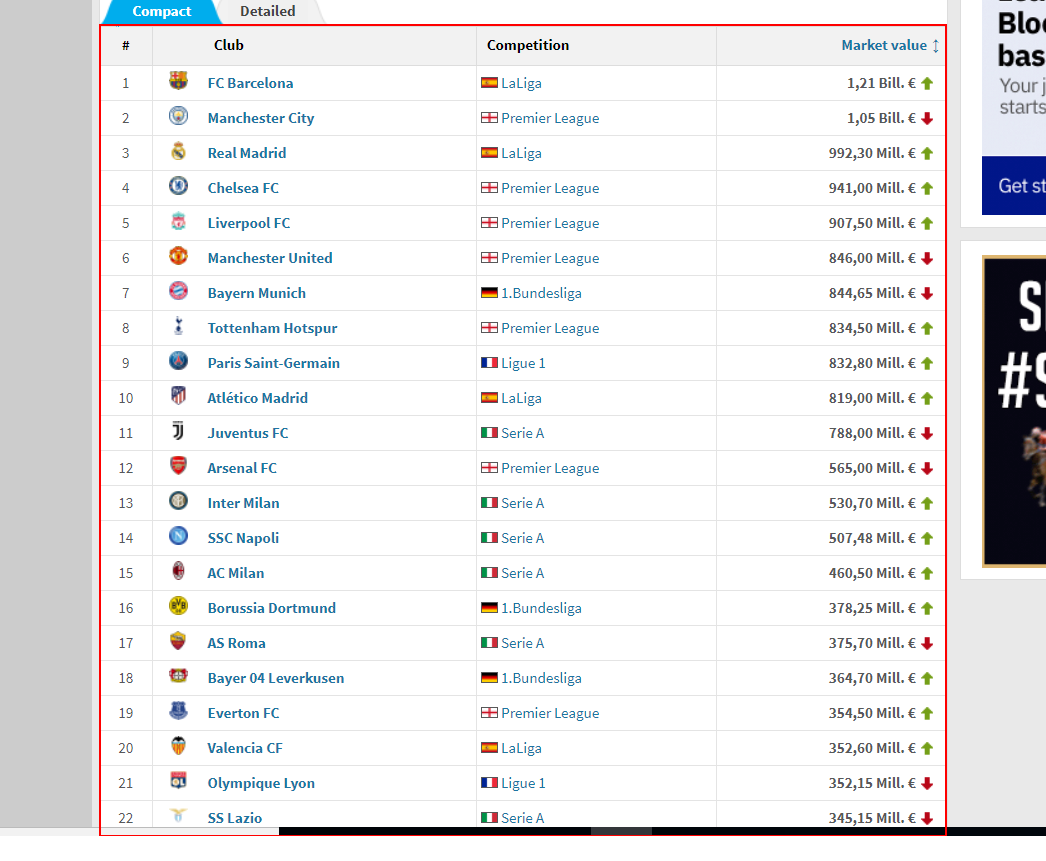 Compact Detailed
# Club Competition Market value
1 FC Barcelona LaLiga 1,21 Bill. €
2 Manchester City Premier League 1,05 Bill. €
3 Real Madrid LaLiga 992,30 Mill. €
4 Chelsea FC Premier League 941,00 Mill. €
5 Liverpool FC Premier League 907,50 Mill. €
6 Manchester United Premier League 846,00 Mill. €
7 Bayern Munich 1.Bundesliga 844,65 Mill. €
8 Tottenham Hotspur Premier League 834,50 Mill. €
9 Paris Saint-Germain Ligue 1 832,80 Mill. €
10 Atlético Madrid LaLiga 819,00 Mill. €
11 Juventus FC Serie A 788,00 Mill. €
12 Arsenal FC Premier League 565,00 Mill. €
13 Inter Milan Serie A 530,70 Mill. €
14 SSC Napoli Serie A 507,48 Mill. €
15 AC Milan Serie A 460,50 Mill. €
16 Borussia Dortmund 1.Bundesliga 378,25 Mill. €
17 AS Roma Serie A 375,70 Mill. €
18 Bayer 04 Leverkusen 1.Bundesliga 364,70 Mill. €
19 Everton FC Premier League 354,50 Mill. €
20 Valencia CF LaLiga 352,60 Mill. €
21 Olympique Lyon Ligue 1 352,15 Mill. €
22 SS Lazio Serie A 345,15 Mill. €
Bloo
bas
Your j
starts
Get st
S
#S